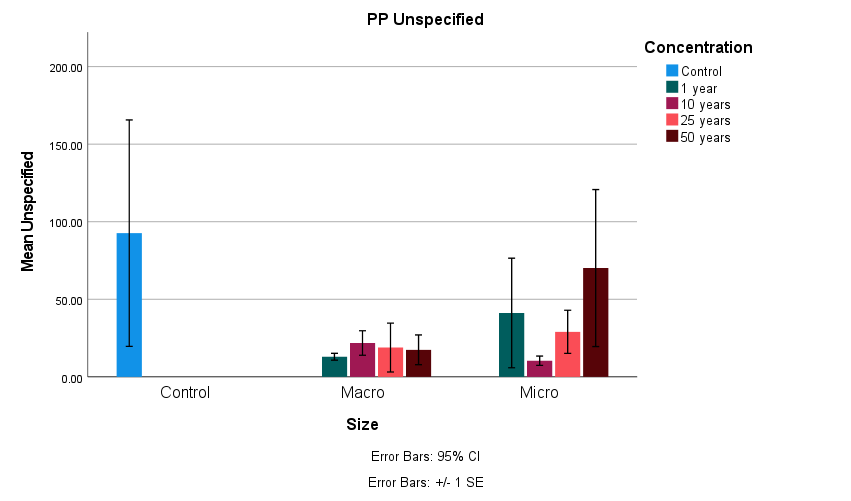 PP Unspecified
Concentration
Control
1 year
10 years
25 years
50 years
Mean Unspecified
200.00
150.00
100.00
50.00
0.00
Control Macro Micro
Size
Error Bars: 95% CI
Error Bars: +/- 1 SE